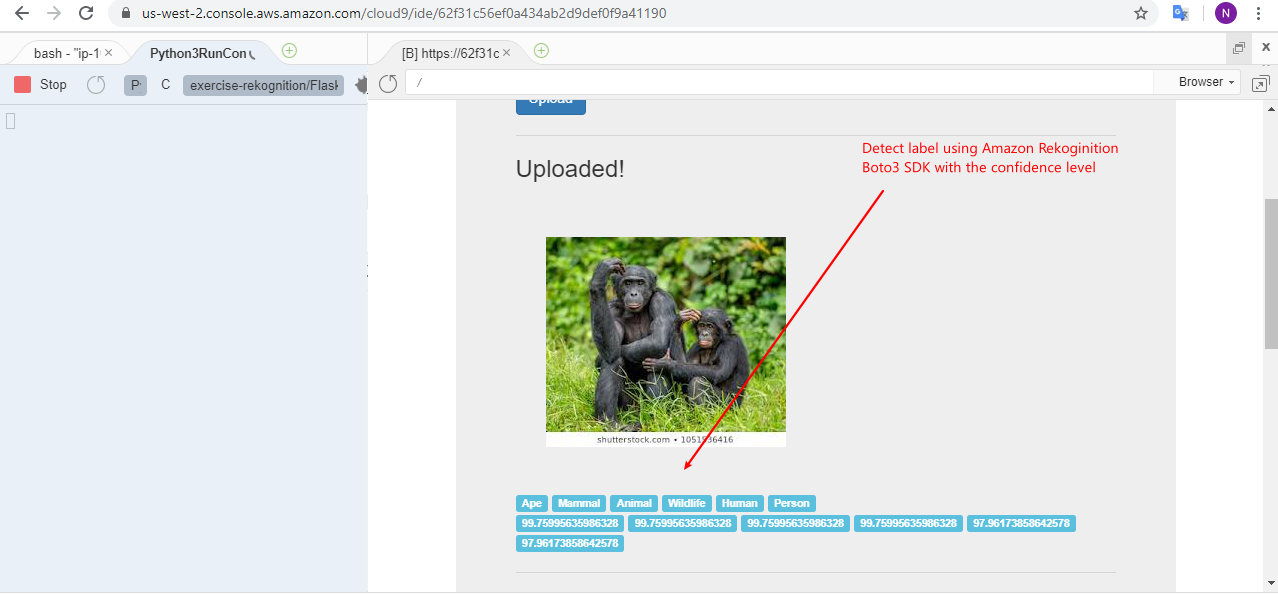 us-west-2.console.aws.amazon.com/cloud9/ide/62f31c56ef0a434ab2d9def0f9a41190
N
bash - "ip-1
Python3RunCon
[B] https://62f31c
Stop
P
C
exercise-rekognition/Flask
/
Browser
Upload
Detect label using Amazon Rekoginition
Boto3 SDK with the confidence level
Uploaded!
shutterstock.com • 1051936416
Ape Mammal Animal Wildlife Human Person
99.75995635986328 99.75995635986328 99.75995635986328 99.75995635986328 97.96173858642578
97.96173858642578